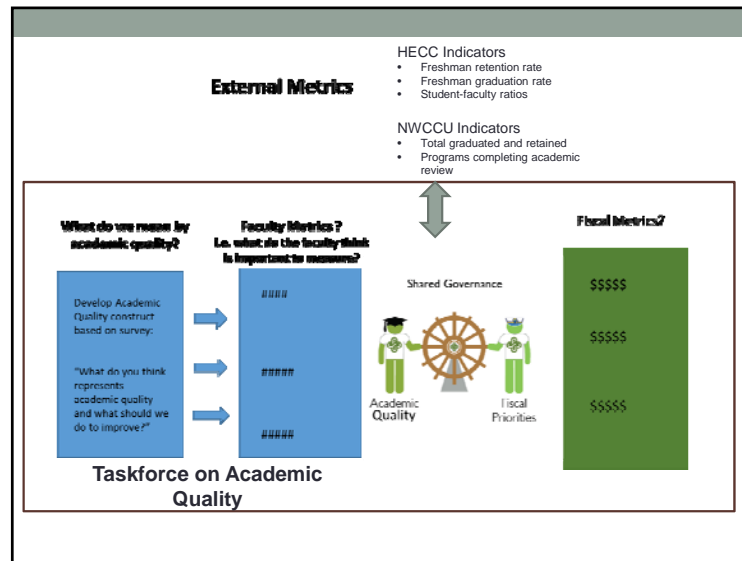 External Metrics
HECC Indicators
• Freshman retention rate
• Freshman graduation rate
• Student-faculty ratios
NWCCU Indicators
• Total graduated and retained
• Programs completing academic
review
What do we mean by
academic quality?
Faculty Metrics ?
i.e. what do the faculty think
is important to measure?
Fiscal Metrics?
Develop Academic
Quality construct
based on survey:
"What do you think
represents
academic quality
and what should we
do to improve?"
####
#####
#####
Shared Governance
Academic
Quality
Fiscal
Priorities
$$$$$
$$$$$
$$$$$
Taskforce on Academic
Quality